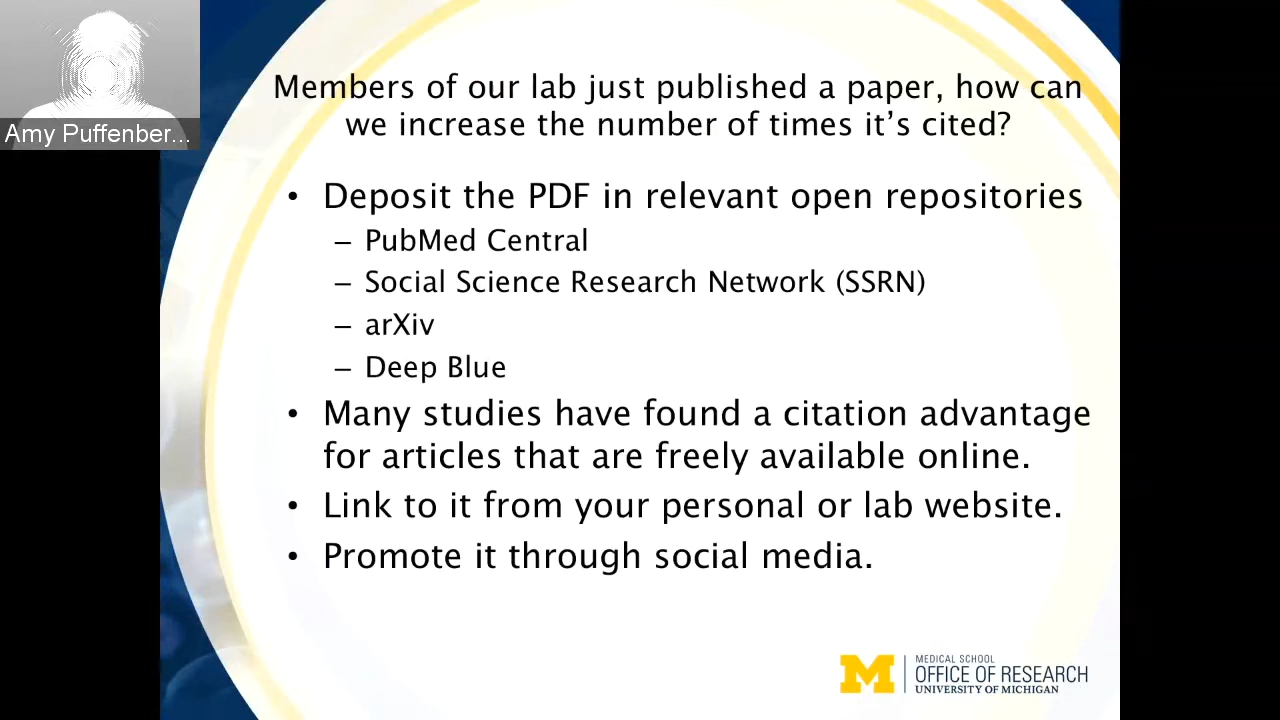 Amy Puffenber...
Members of our lab just published a paper, how can
we increase the number of times it’s cited?
• Deposit the PDF in relevant open repositories
– PubMed Central
– Social Science Research Network (SSRN)
– arXiv
– Deep Blue
• Many studies have found a citation advantage
for articles that are freely available online.
• Link to it from your personal or lab website.
• Promote it through social media.
M
MEDICAL SCHOOL
OFFICE OF RESEARCH
UNIVERSITY OF MICHIGAN